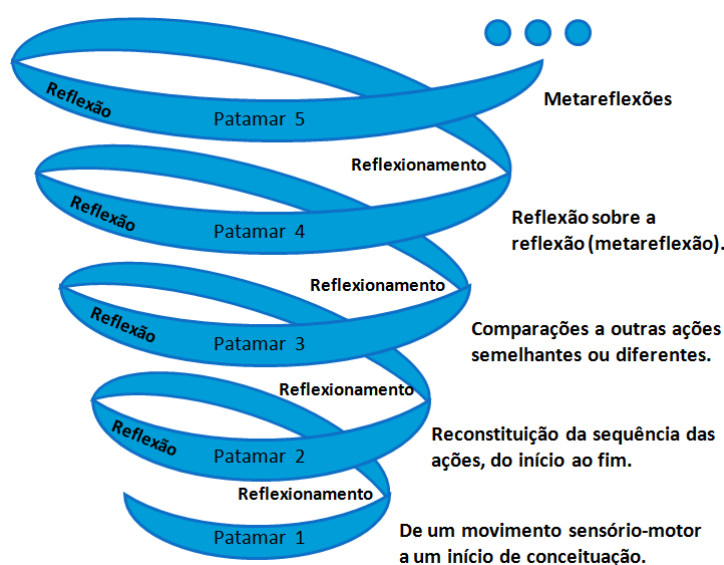 Reflexão
Patamar 5
Metareflexões
Reflexionamento
Reflexão
Patamar 4
Reflexão sobre a
reflexão (metareflexão).
Reflexionamento
Reflexão
Patamar 3
Comparações a outras ações
semelhantes ou diferentes.
Reflexionamento
Reflexão
Patamar 2
Reconstituição da sequência das
ações, do início ao fim.
Reflexionamento
Patamar 1
De um movimento sensório-motor
a um início de conceituação.